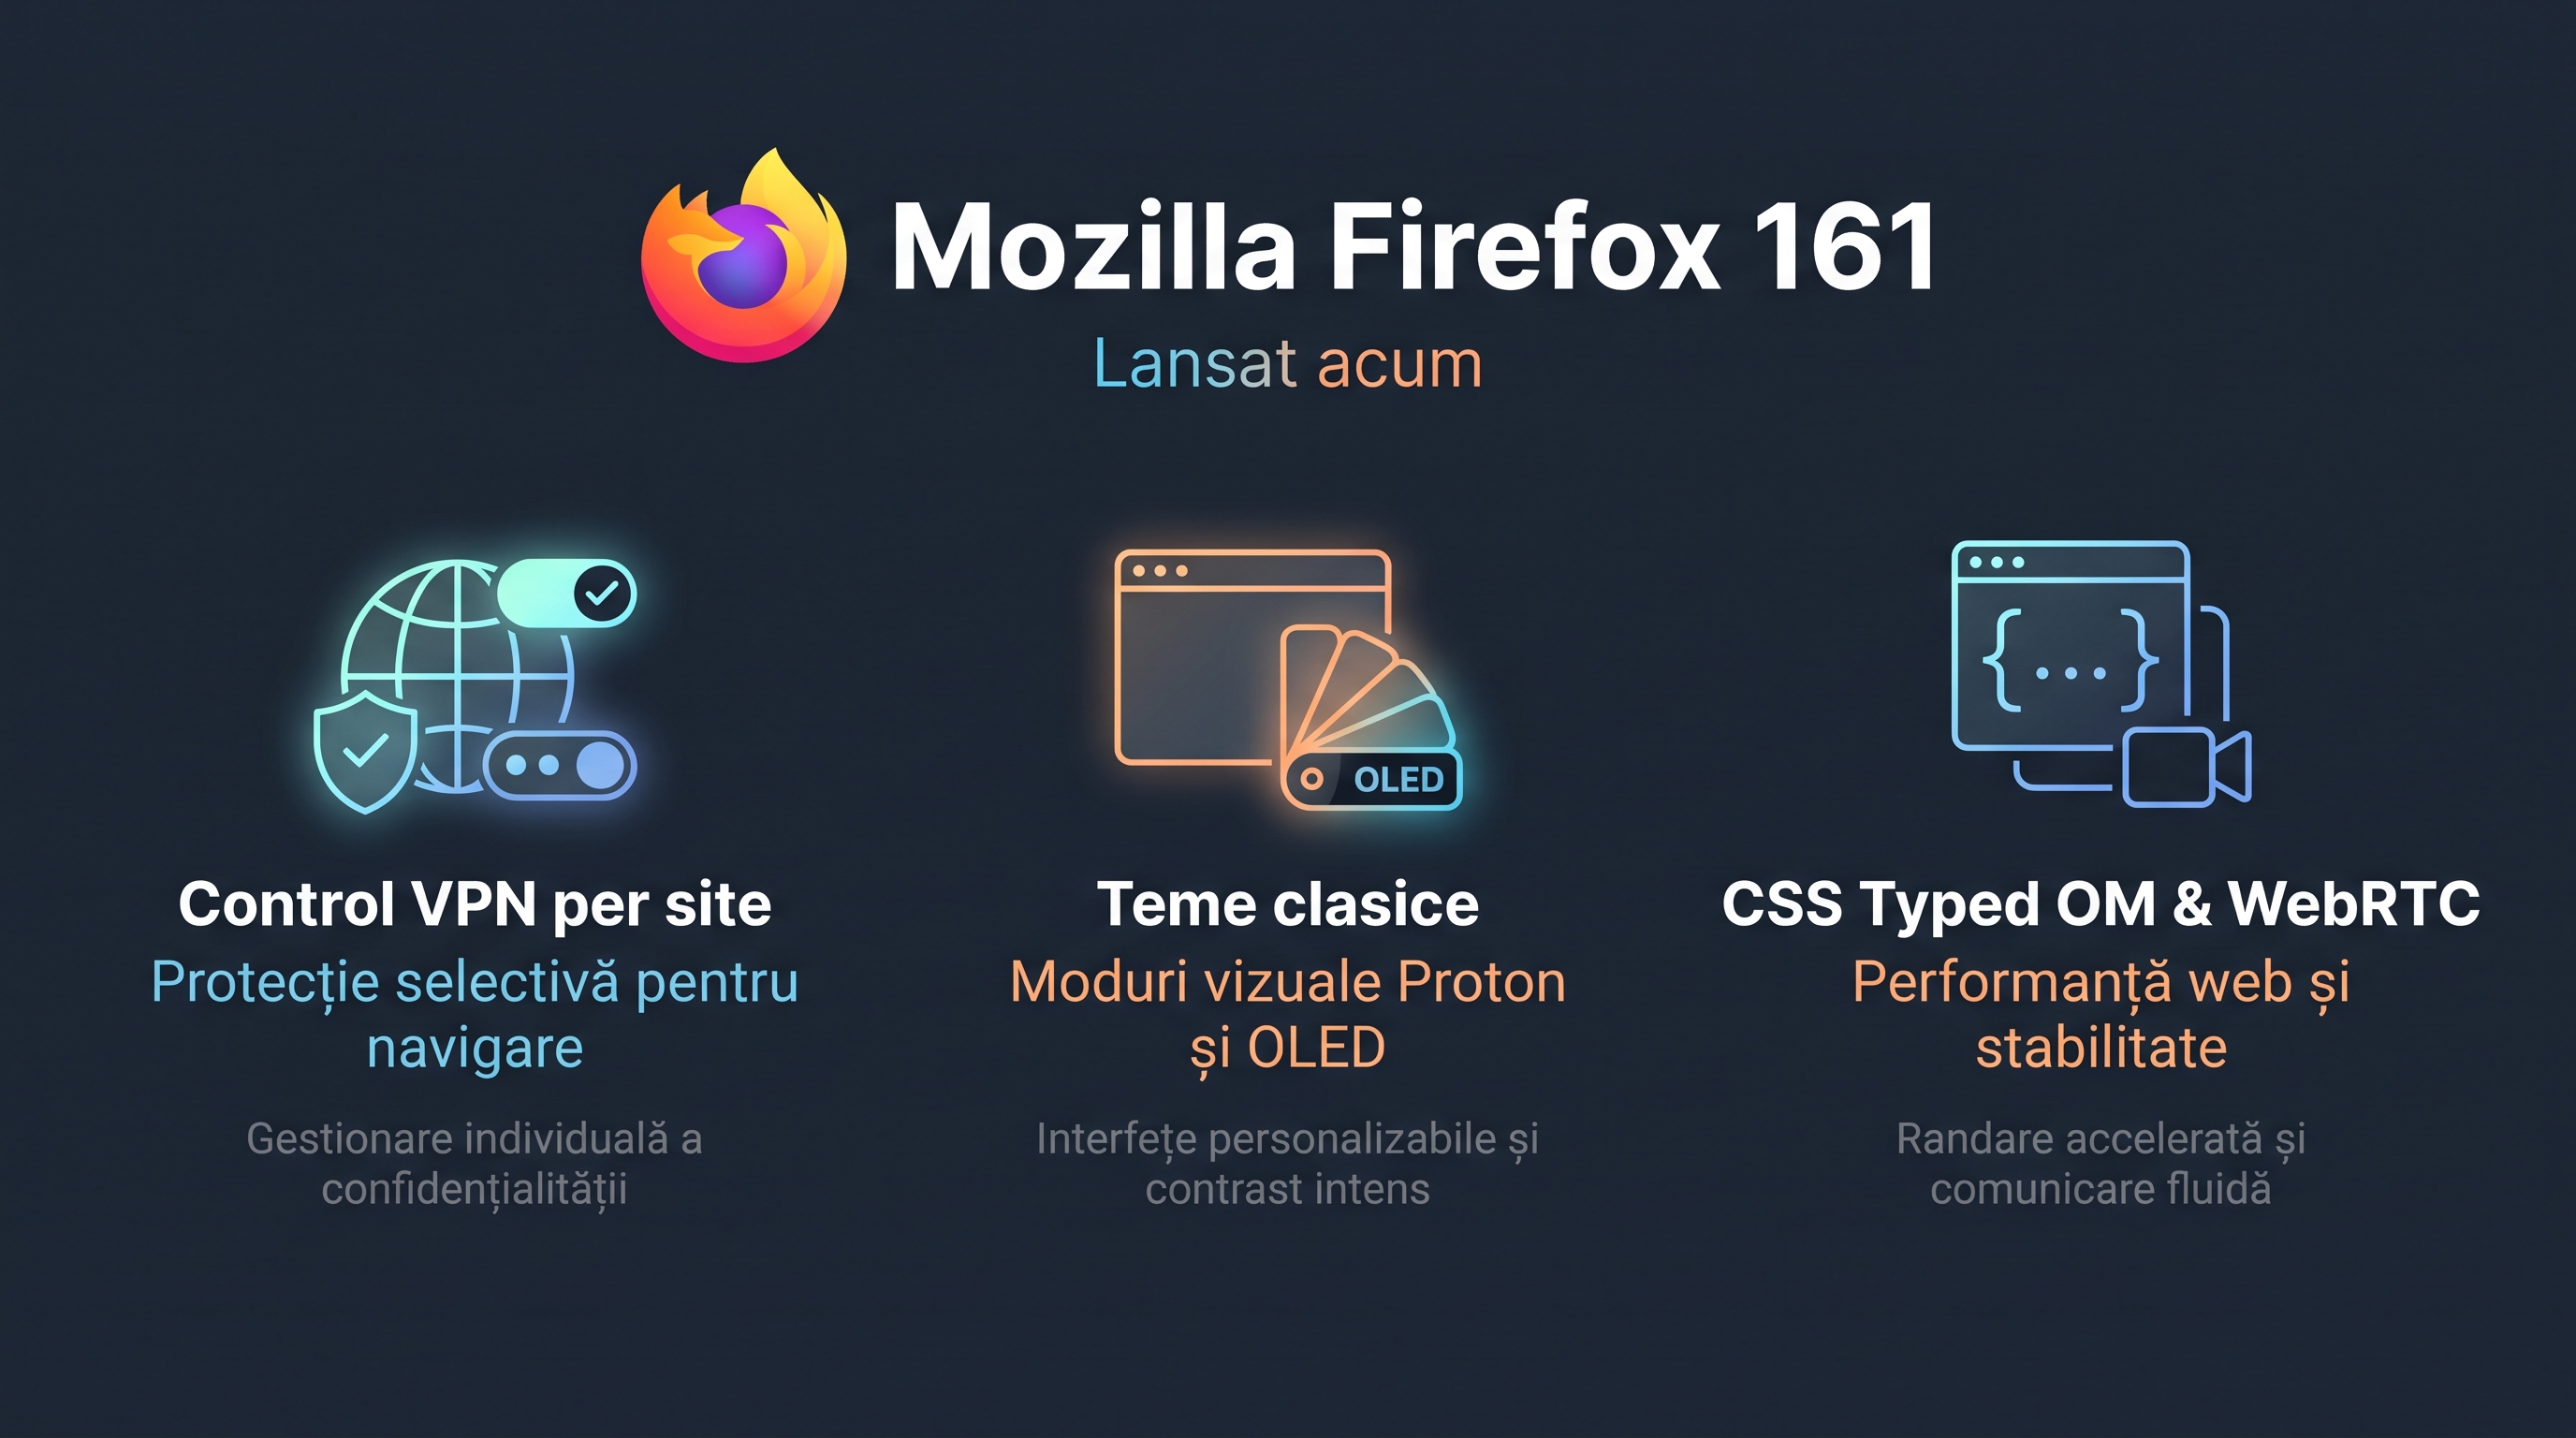 Mozilla Firefox 161
Lansat acum
OLED
Control VPN per site
Protecție selectivă pentru
navigare
Gestionare individuală a
confidențialității
Teme clasice
Moduri vizuale Proton
și OLED
Interfețe personalizabile și
contrast intens
CSS Typed OM & WebRTC
Performanță web și
stabilitate
Randare accelerată și
comunicare fluidă